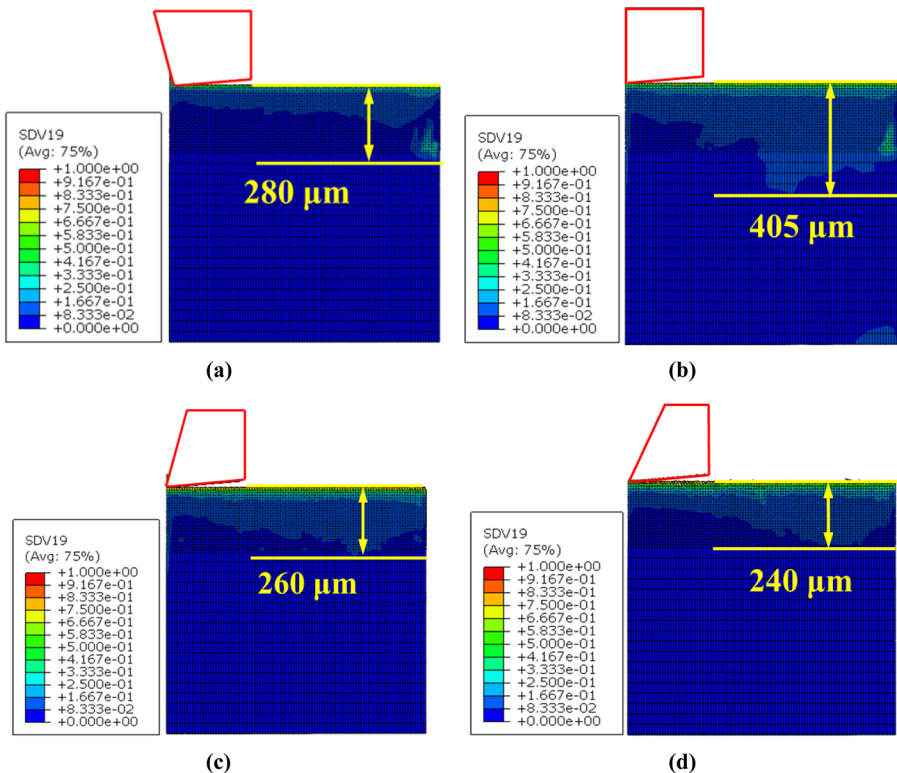 SDV19
(Avg: 75%)
+1.000e+00
+9.167e-01
+8.333e-01
+7.500e-01
+6.667e-01
+5.833e-01
+5.000e-01
+4.167e-01
+3.333e-01
+2.500e-01
+1.667e-01
+8.333e-02
+0.000e+00
280 µm
(a)
SDV19
(Avg: 75%)
+1.000e+00
+9.167e-01
+8.333e-01
+7.500e-01
+6.667e-01
+5.833e-01
+5.000e-01
+4.167e-01
+3.333e-01
+2.500e-01
+1.667e-01
+8.333e-02
+0.000e+00
405 µm
(b)
SDV19
(Avg: 75%)
+1.000e+00
+9.167e-01
+8.333e-01
+7.500e-01
+6.667e-01
+5.833e-01
+5.000e-01
+4.167e-01
+3.333e-01
+2.500e-01
+1.667e-01
+8.333e-02
+0.000e+00
260 µm
(c)
SDV19
(Avg: 75%)
+1.000e+00
+9.167e-01
+8.333e-01
+7.500e-01
+6.667e-01
+5.833e-01
+5.000e-01
+4.167e-01
+3.333e-01
+2.500e-01
+1.667e-01
+8.333e-02
+0.000e+00
240 µm
(d)